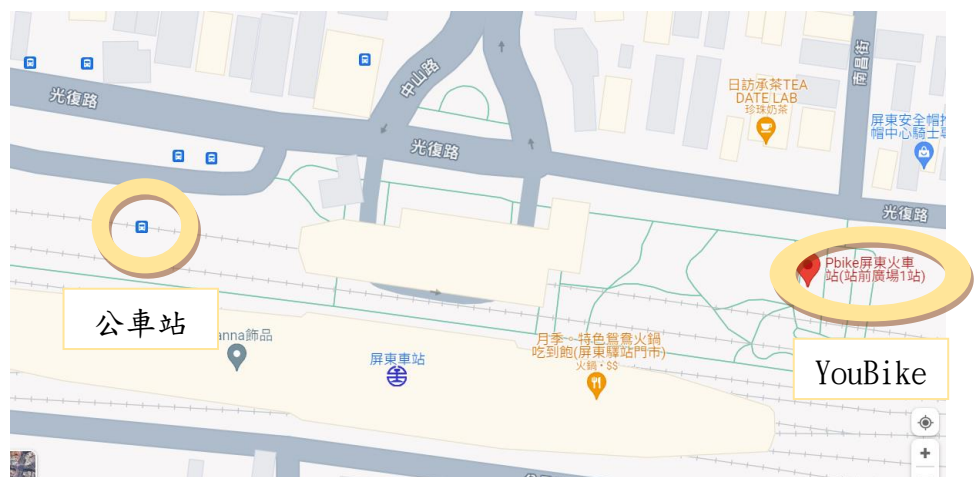 中山路
南昌街
日訪承茶TEA
DATE LAB
珍珠奶茶
光復路
屏東安全帽
帽中心騎士
光復路
光復路
Pbike屏東火車
站(站前廣場1站)
公車站
anna飾品
月季。特色鴛鴦火鍋
吃到飽(屏東驛站門市)
火鍋·$$
屏東車站
YouBike